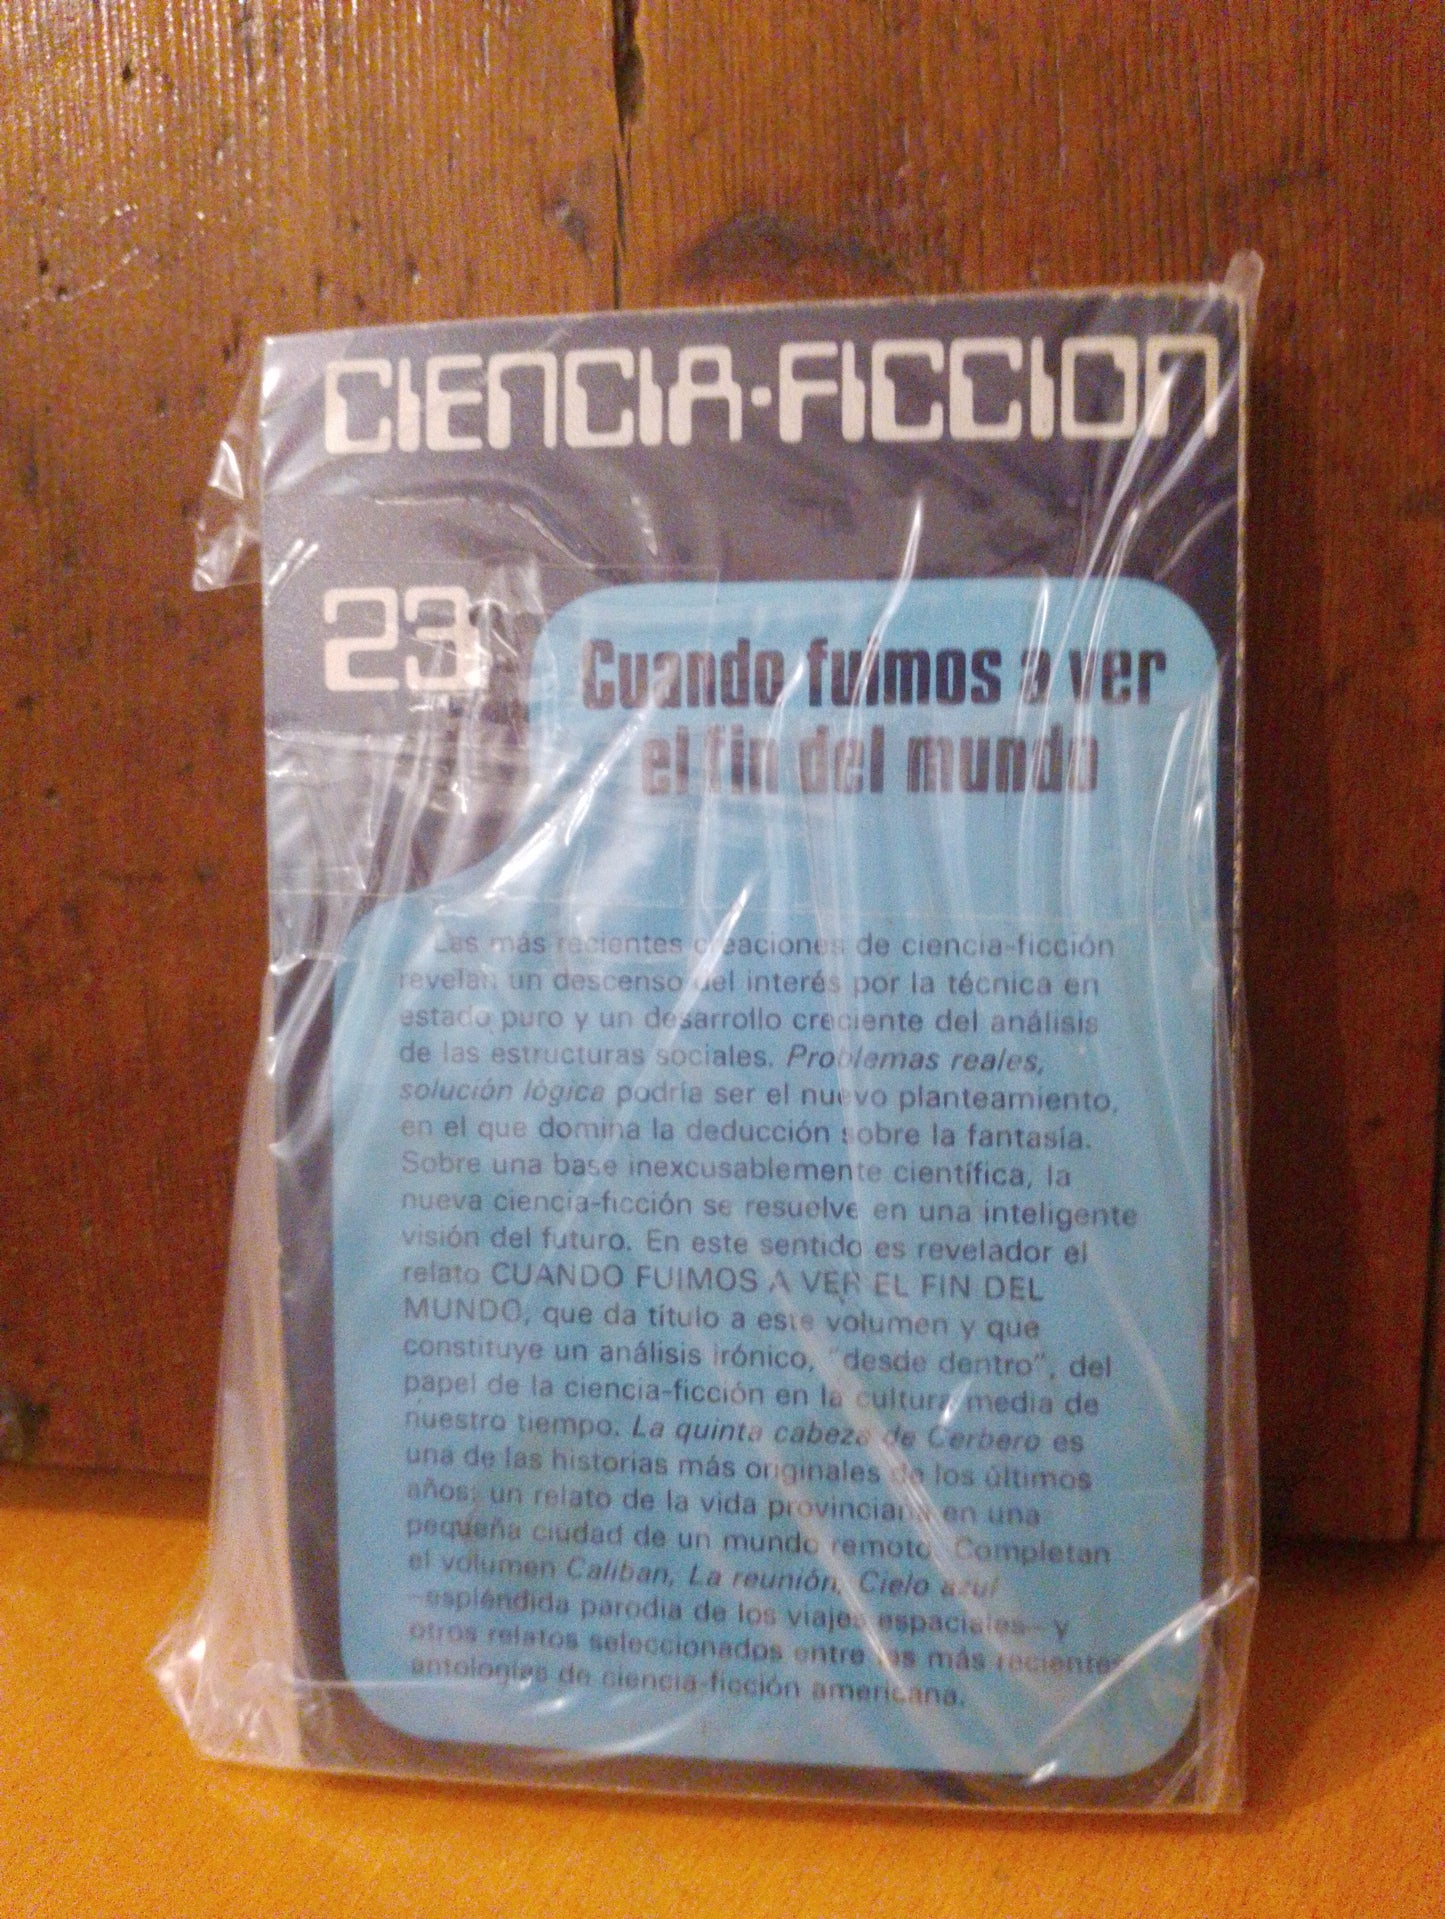 CIENCIA-FICCION
23
Cuando fuimos a ver
el fin del mundo
Las más recientes creaciones de ciencia-ficción
revelan un descenso del interés por la técnica en
estado puro y un desarrollo creciente del análisis
de las estructuras sociales. Problemas reales,
solución lògica podría ser el nuevo planteamiento,
en el que domina la deducción sobre la fantasía.
Sobre una base inexcusablemente científica, la
nueva ciencia-ficción se resuelve en una inteligente
visión del futuro. En este sentido es revelador el
relato CUANDO FUIMOS A VER EL FIN DEL
MUNDO, que da título a este volumen y que
constituye un análisis irónico, "desde dentro", del
papel de la ciencia-ficción en la cultura media de
nuestro tiempo. La quinta cabeza de Cerbero es
una de las historias más originales de los últimos
años: un relato de la vida provinciana en una
pequeña ciudad de un mundo remoto. Completan
el volumen Caliban, La reunión, Cielo azul
—espléndida parodia de los viajes espaciales— y
otros relatos seleccionados entre las más recientes
antologías de ciencia-ficción americana.